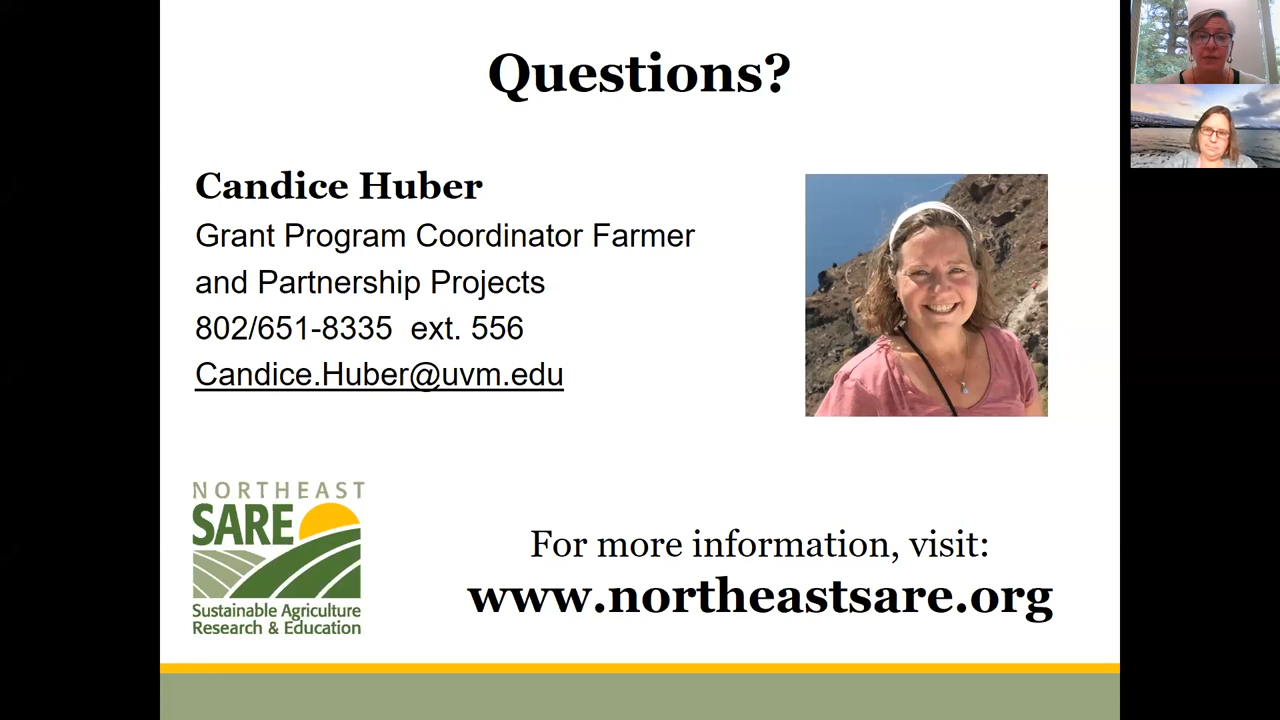 Questions?
Candice Huber
Grant Program Coordinator Farmer
and Partnership Projects
802/651-8335  ext. 556
Candice.Huber@uvm.edu
NORTHEAST
SARE
Sustainable Agriculture
Research & Education
For more information, visit:
www.northeastsare.org